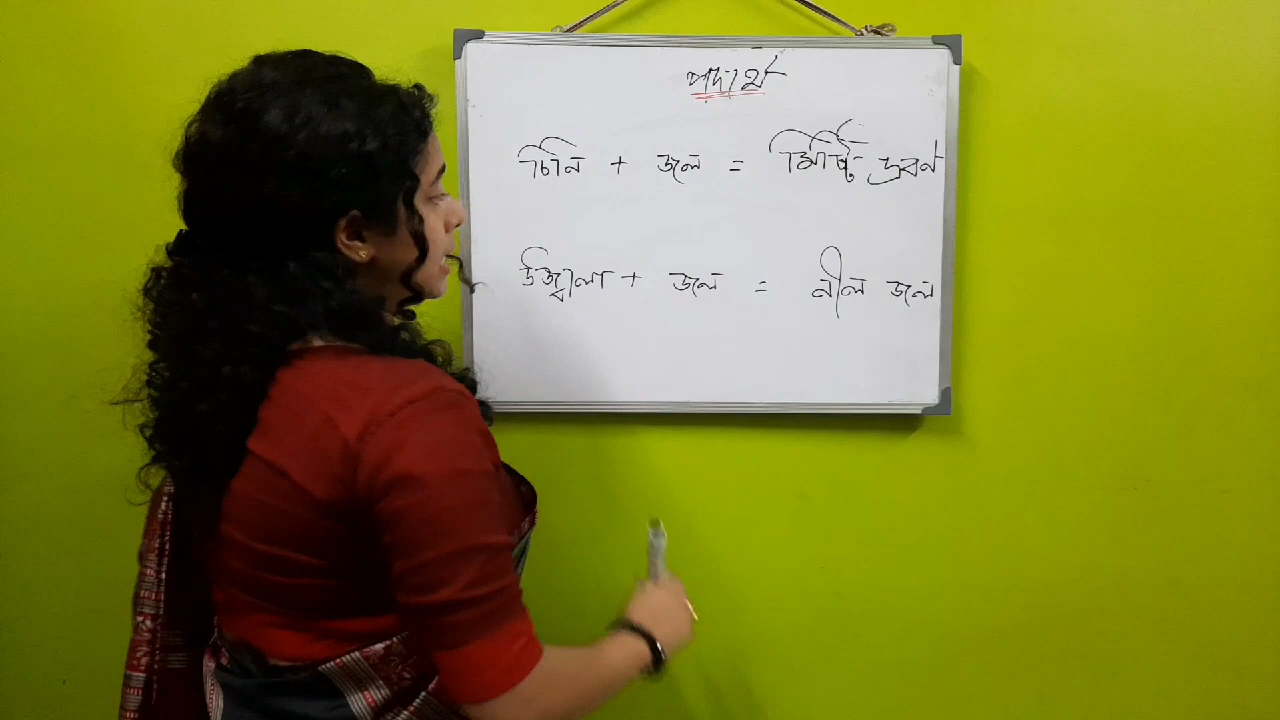 পদার্থ
চিনি + জল = মিষ্টি দ্রবণ
উজ্বালা + জল = নীল জল